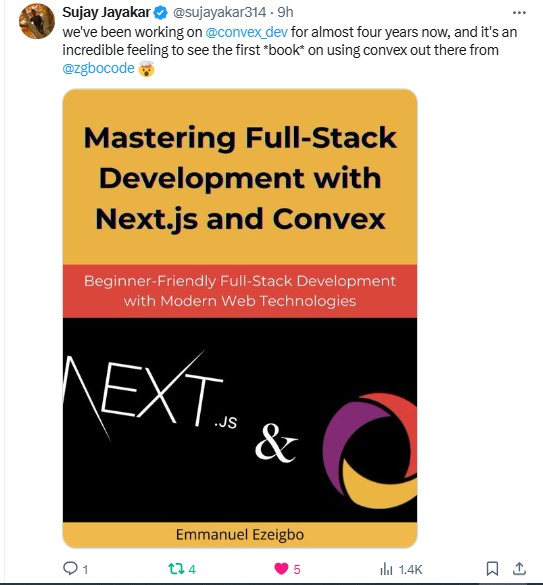 Sujay Jayakar @sujayakar314 · 9h
we've been working on @convex_dev for almost four years now, and it's an
incredible feeling to see the first *book* on using convex out there from
@zgbocode 🤯
Mastering Full-Stack
Development with
Next.js and Convex
Beginner-Friendly Full-Stack Development
with Modern Web Technologies
NEXT.JS
&
Emmanuel Ezeigbo
1 4 5 1.4K